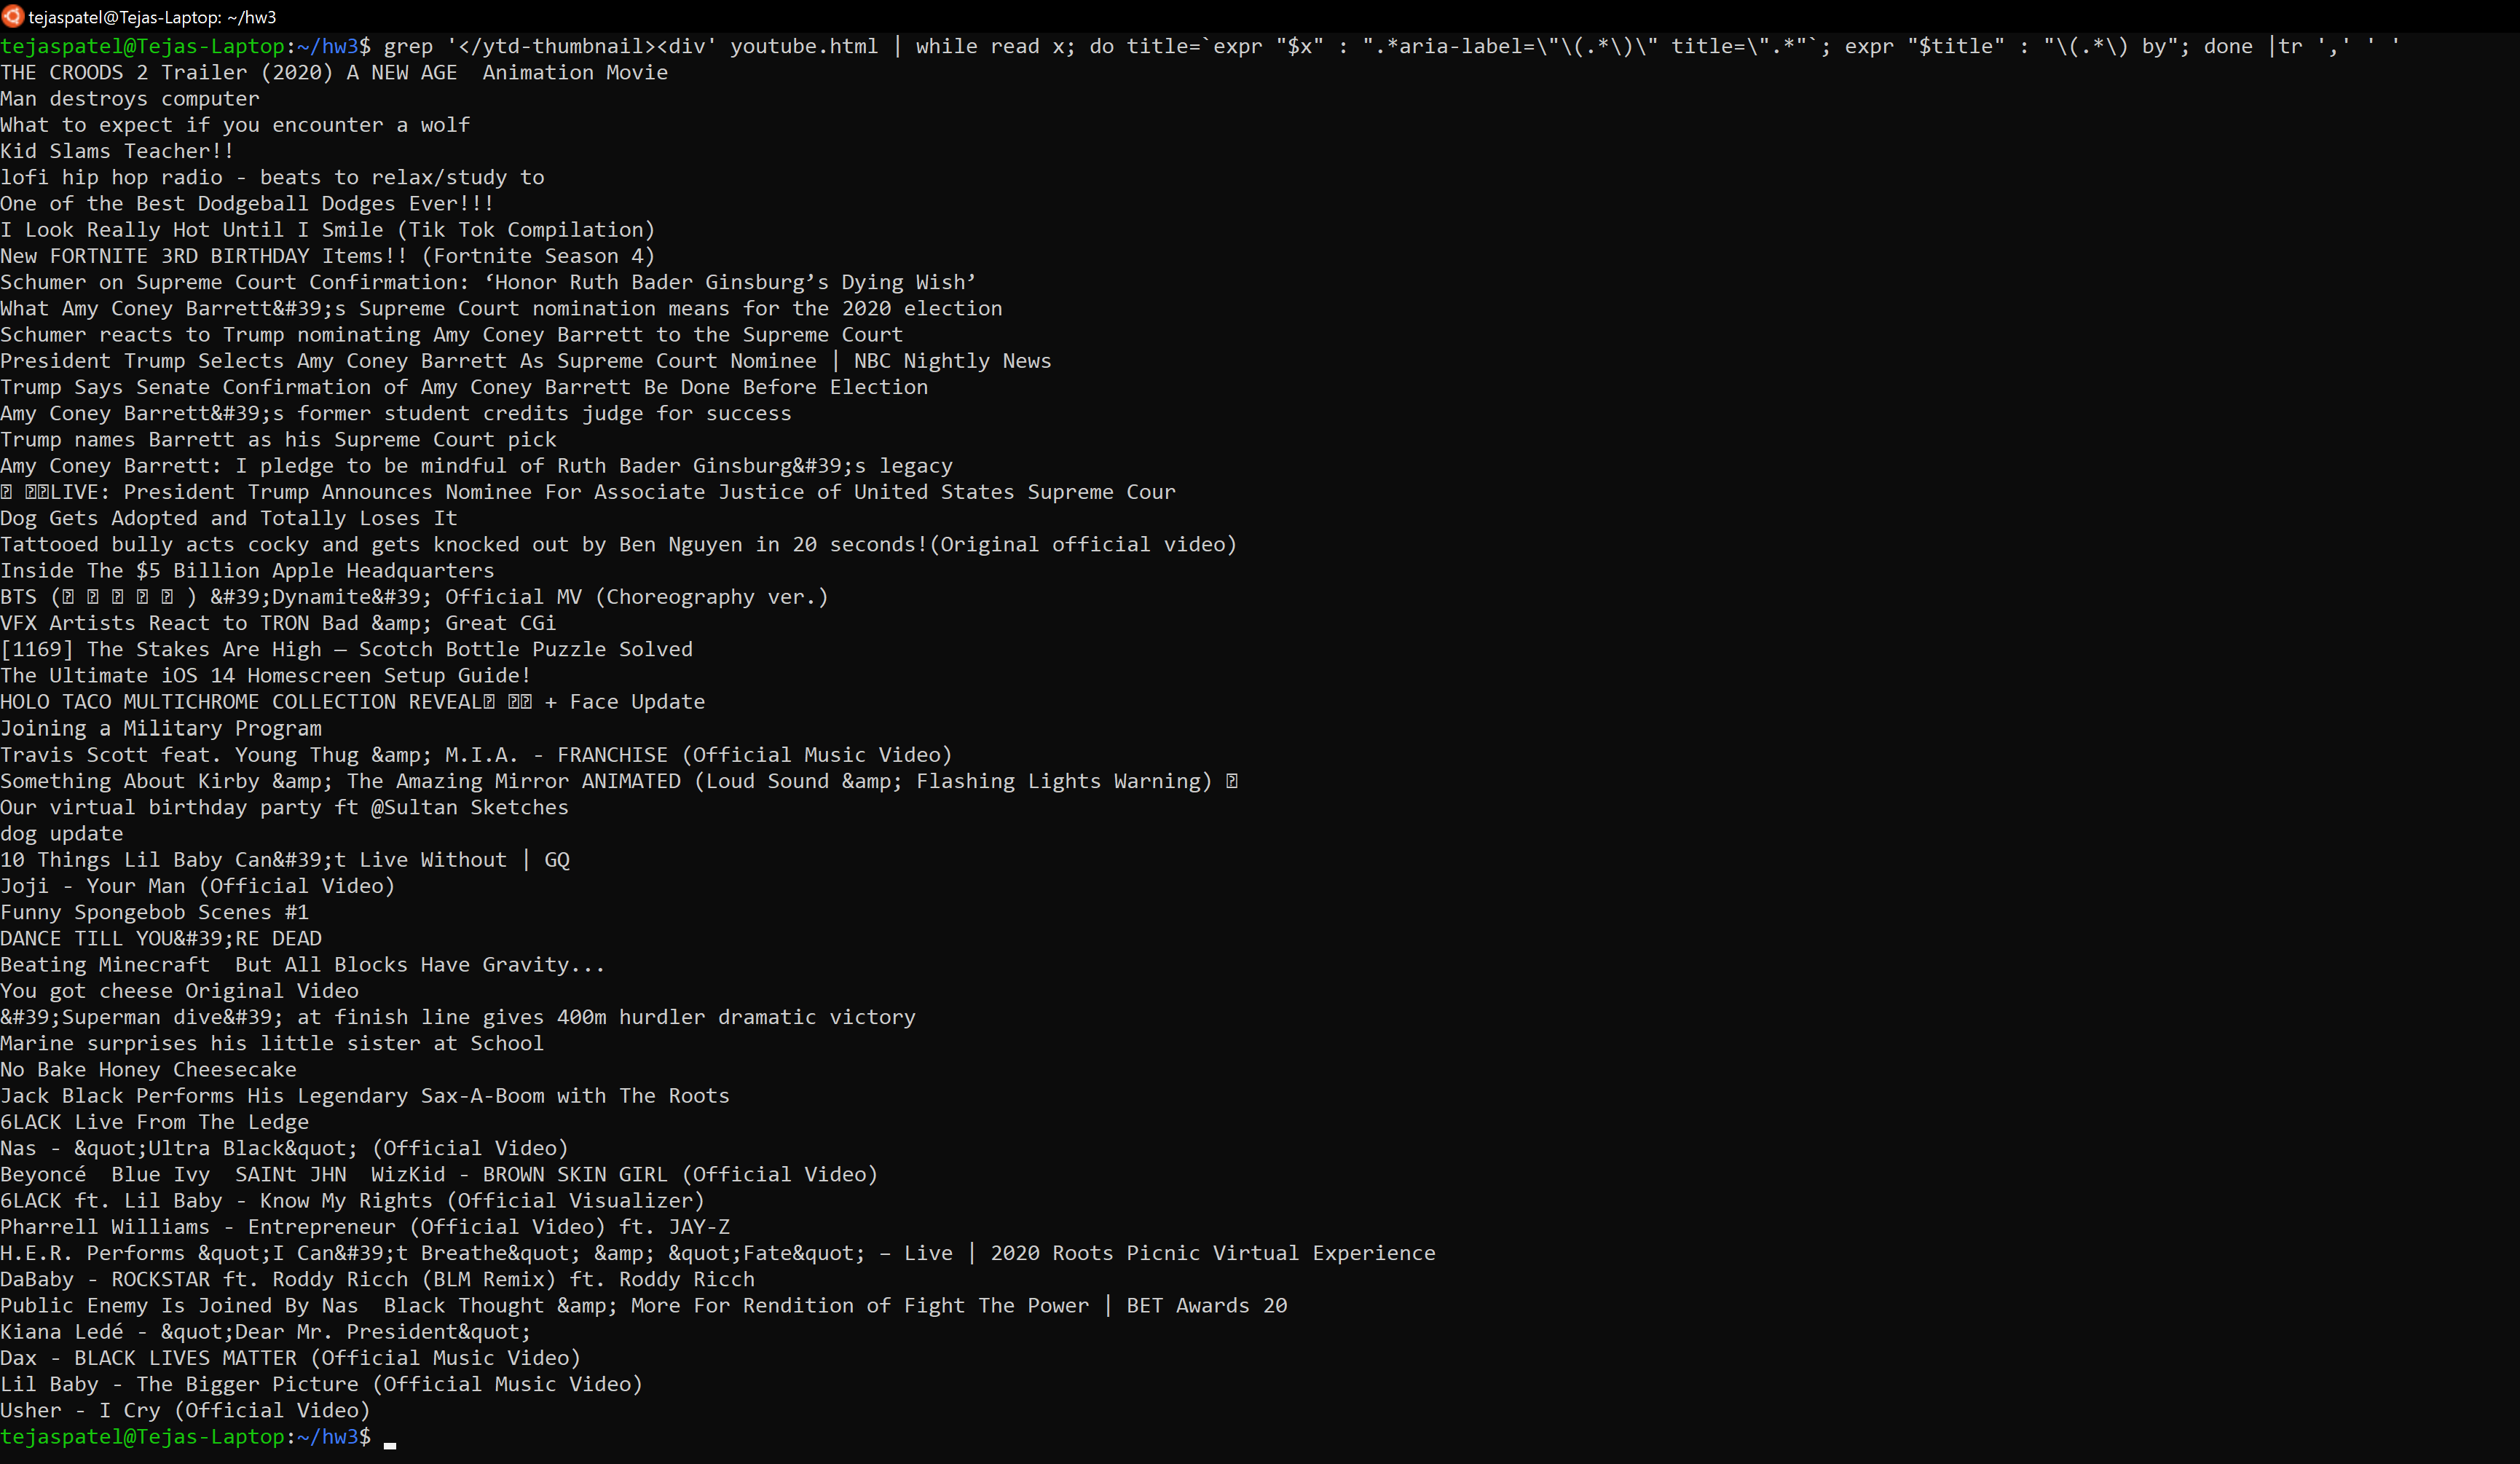 tejaspatel@Tejas-Laptop: ~/hw3
tejaspatel@Tejas-Laptop:~/hw3$ grep '</ytd-thumbnail><div' youtube.html | while read x; do title=`expr "$x" : ".*aria-label=\"\(.*\)\" title=\".*"`; expr "$title" : "\(.*\) by"; done |tr ',' ' '
THE CROODS 2 Trailer (2020) A NEW AGE  Animation Movie
Man destroys computer
What to expect if you encounter a wolf
Kid Slams Teacher!!
lofi hip hop radio - beats to relax/study to
One of the Best Dodgeball Dodges Ever!!!
I Look Really Hot Until I Smile (Tik Tok Compilation)
New FORTNITE 3RD BIRTHDAY Items!! (Fortnite Season 4)
Schumer on Supreme Court Confirmation: ‘Honor Ruth Bader Ginsburg’s Dying Wish’
What Amy Coney Barrett&#39;s Supreme Court nomination means for the 2020 election
Schumer reacts to Trump nominating Amy Coney Barrett to the Supreme Court
President Trump Selects Amy Coney Barrett As Supreme Court Nominee | NBC Nightly News
Trump Says Senate Confirmation of Amy Coney Barrett Be Done Before Election
Amy Coney Barrett&#39;s former student credits judge for success
Trump names Barrett as his Supreme Court pick
Amy Coney Barrett: I pledge to be mindful of Ruth Bader Ginsburg&#39;s legacy
LIVE: President Trump Announces Nominee For Associate Justice of United States Supreme Cour
Dog Gets Adopted and Totally Loses It
Tattooed bully acts cocky and gets knocked out by Ben Nguyen in 20 seconds!(Original official video)
Inside The $5 Billion Apple Headquarters
BTS ( ) &#39;Dynamite&#39; Official MV (Choreography ver.)
VFX Artists React to TRON Bad &amp; Great CGi
[1169] The Stakes Are High — Scotch Bottle Puzzle Solved
The Ultimate iOS 14 Homescreen Setup Guide!
HOLO TACO MULTICHROME COLLECTION REVEAL + Face Update
Joining a Military Program
Travis Scott feat. Young Thug &amp; M.I.A. - FRANCHISE (Official Music Video)
Something About Kirby &amp; The Amazing Mirror ANIMATED (Loud Sound &amp; Flashing Lights Warning)
Our virtual birthday party ft @Sultan Sketches
dog update
10 Things Lil Baby Can&#39;t Live Without | GQ
Joji - Your Man (Official Video)
Funny Spongebob Scenes #1
DANCE TILL YOU&#39;RE DEAD
Beating Minecraft  But All Blocks Have Gravity...
You got cheese Original Video
&#39;Superman dive&#39; at finish line gives 400m hurdler dramatic victory
Marine surprises his little sister at School
No Bake Honey Cheesecake
Jack Black Performs His Legendary Sax-A-Boom with The Roots
6LACK Live From The Ledge
Nas - &quot;Ultra Black&quot; (Official Video)
Beyoncé  Blue Ivy  SAINt JHN  WizKid - BROWN SKIN GIRL (Official Video)
6LACK ft. Lil Baby - Know My Rights (Official Visualizer)
Pharrell Williams - Entrepreneur (Official Video) ft. JAY-Z
H.E.R. Performs &quot;I Can&#39;t Breathe&quot; &amp; &quot;Fate&quot; – Live | 2020 Roots Picnic Virtual Experience
DaBaby - ROCKSTAR ft. Roddy Ricch (BLM Remix) ft. Roddy Ricch
Public Enemy Is Joined By Nas  Black Thought &amp; More For Rendition of Fight The Power | BET Awards 20
Kiana Ledé - &quot;Dear Mr. President&quot;
Dax - BLACK LIVES MATTER (Official Music Video)
Lil Baby - The Bigger Picture (Official Music Video)
Usher - I Cry (Official Video)
tejaspatel@Tejas-Laptop:~/hw3$